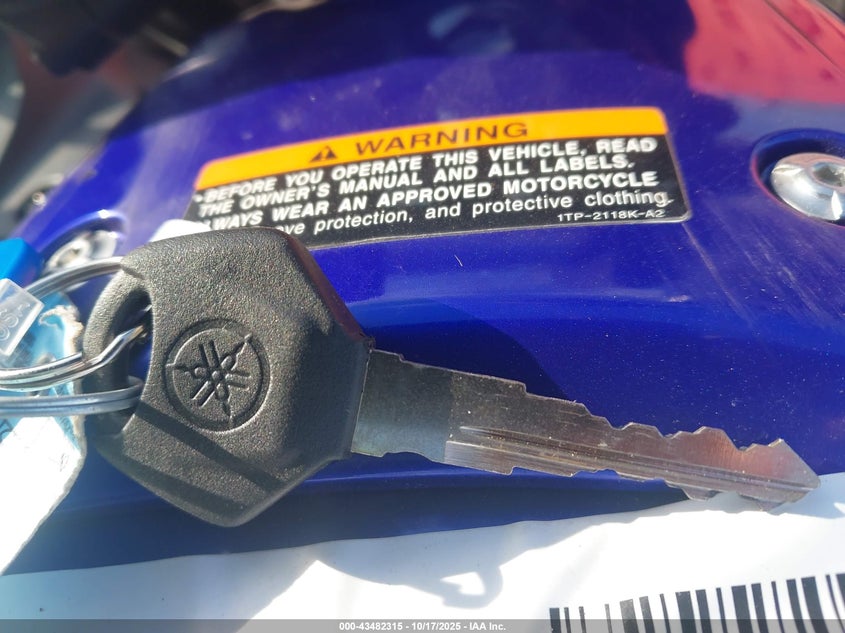 WARNING
BEFORE YOU OPERATE THIS VEHICLE, READ
THE OWNER'S MANUAL AND ALL LABELS.
ALWAYS WEAR AN APPROVED MOTORCYCLE
protection, and protective clothing.
1TP-2118K-A2
000-43482315 - 10/17/2025 - IAA Inc.